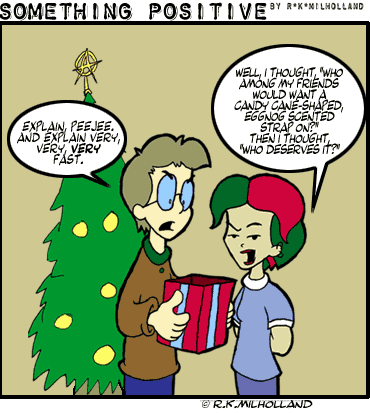 SOMETHING POSITIVE BY R*K*MILHOLLAND
EXPLAIN, PEEJEE.
AND EXPLAIN VERY,
VERY, VERY
FAST.
WELL, I THOUGHT, "WHO
AMONG MY FRIENDS
WOULD WANT A
CANDY CANE-SHAPED,
EGGNOG SCENTED
STRAP ON?"
THEN I THOUGHT,
"WHO DESERVES IT?"
© R.K.MILHOLLAND